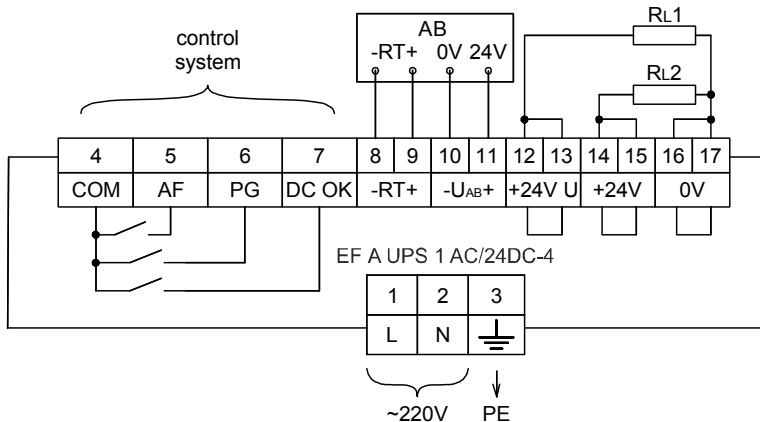 control
system
AB
-RT+ 0V 24V
RL1
RL2
4 5 6 7 8 9 10 11 12 13 14 15 16 17
COM AF PG DC OK -RT+ -UAB+ +24V U +24V 0V
EF A UPS 1 AC/24DC-4
1 2 3
L N
~220V PE